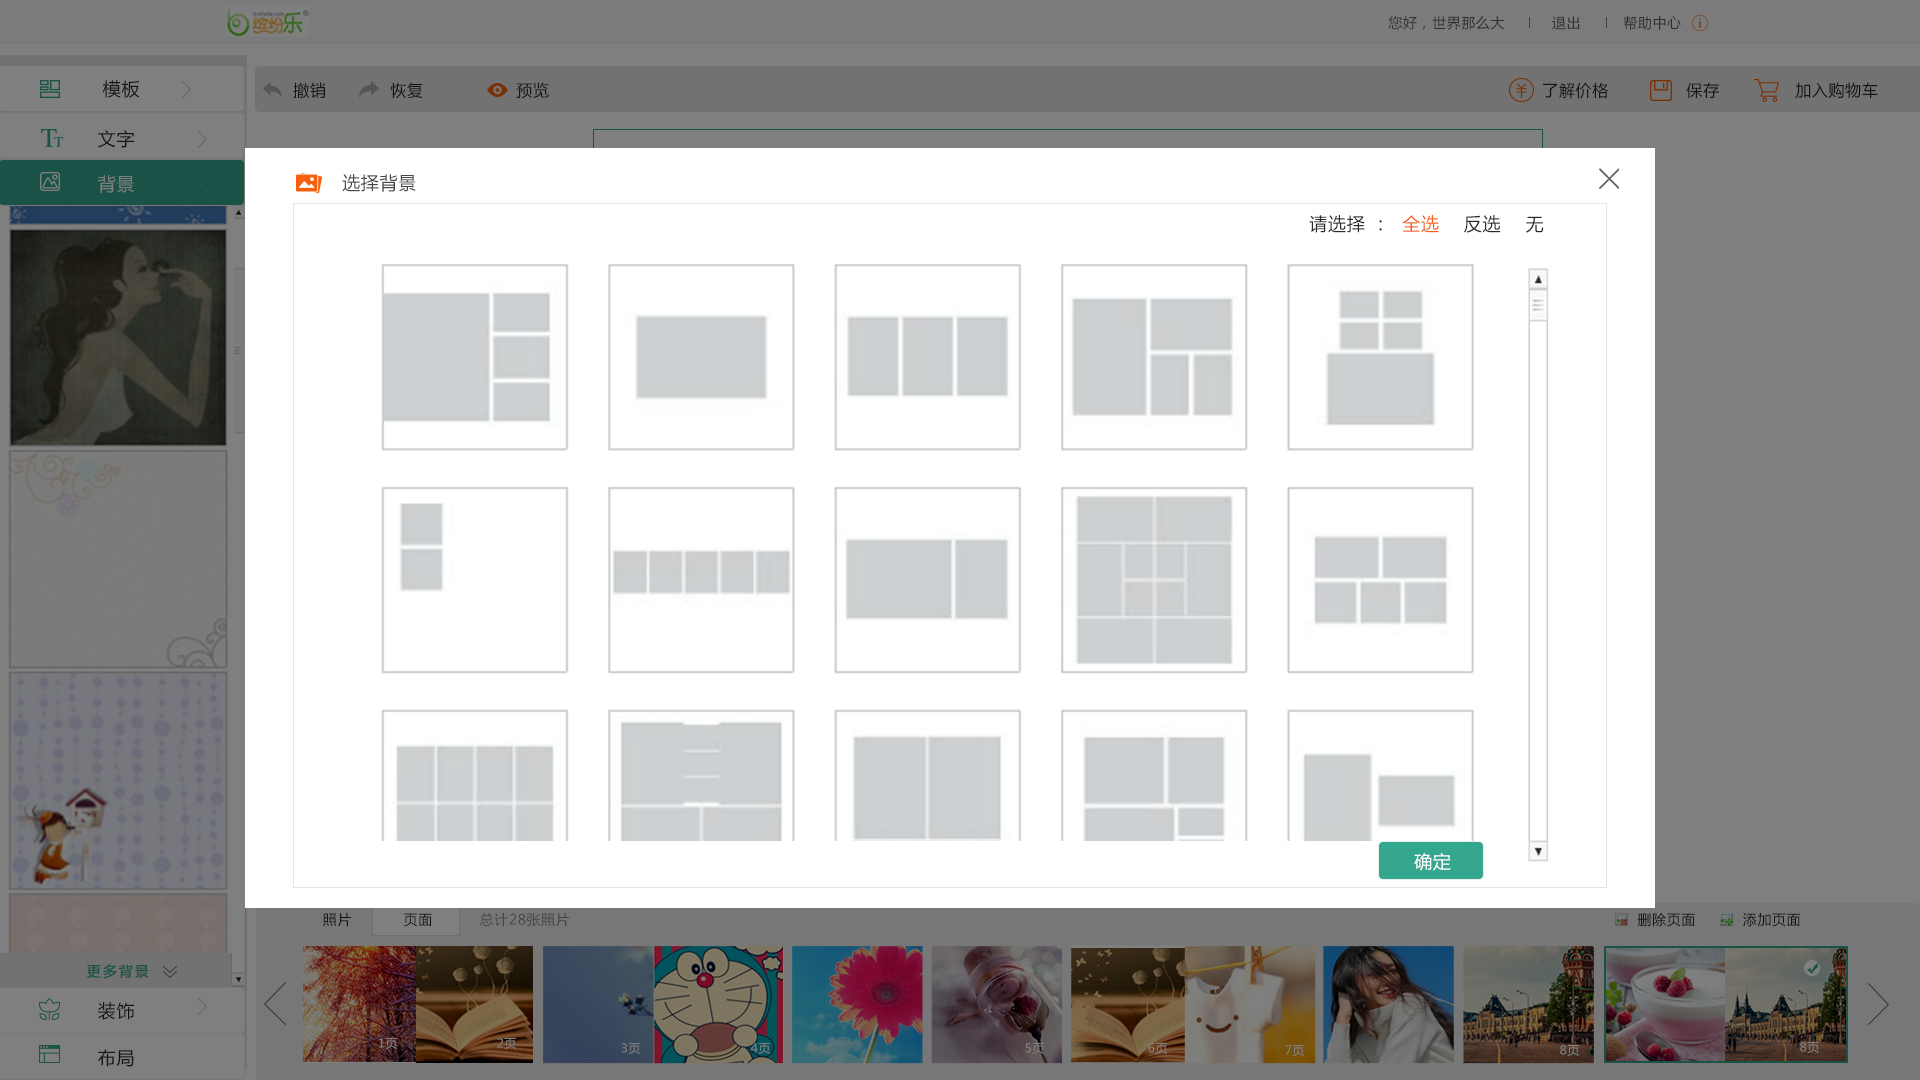 缤纷乐
您好，世界那么大
退出
帮助中心
模板
文字
背景
撤销
恢复
预览
了解价格
保存
加入购物车
选择背景
请选择 ： 全选 反选 无
确定
更多背景
装饰
布局
照片
页面
总计28张照片
删除页面
添加页面
1页
2页
3页
4页
5页
6页
7页
8页
8页